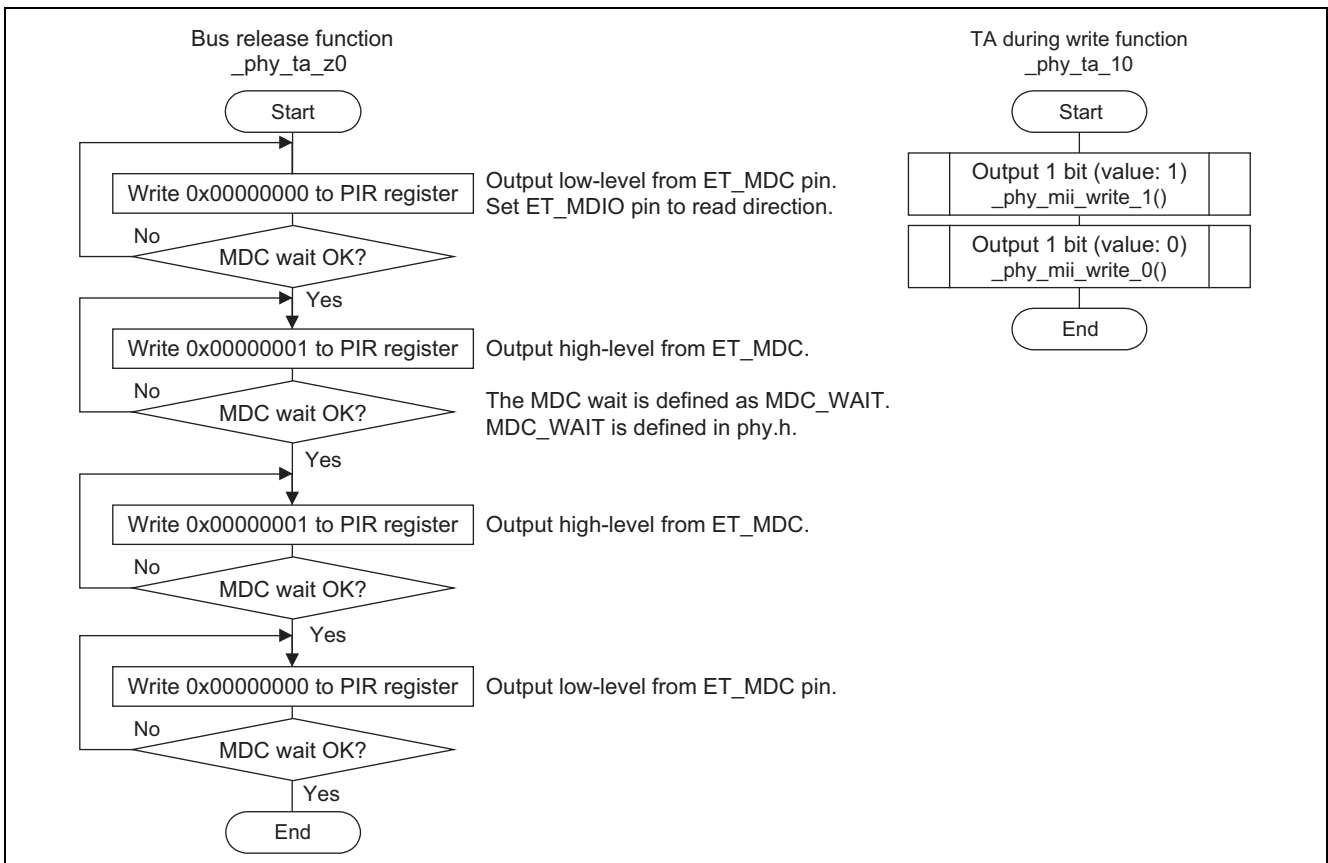 Bus release function
_phy_ta_z0
Start
Write 0x00000000 to PIR register
Output low-level from ET_MDC pin.
Set ET_MDIO pin to read direction.
No
MDC wait OK?
Yes
Write 0x00000001 to PIR register
Output high-level from ET_MDC.
No
MDC wait OK?
The MDC wait is defined as MDC_WAIT.
MDC_WAIT is defined in phy.h.
Yes
Write 0x00000001 to PIR register
Output high-level from ET_MDC.
No
MDC wait OK?
Yes
Write 0x00000000 to PIR register
Output low-level from ET_MDC pin.
No
MDC wait OK?
Yes
End
TA during write function
_phy_ta_10
Start
Output 1 bit (value: 1)
_phy_mii_write_1()
Output 1 bit (value: 0)
_phy_mii_write_0()
End